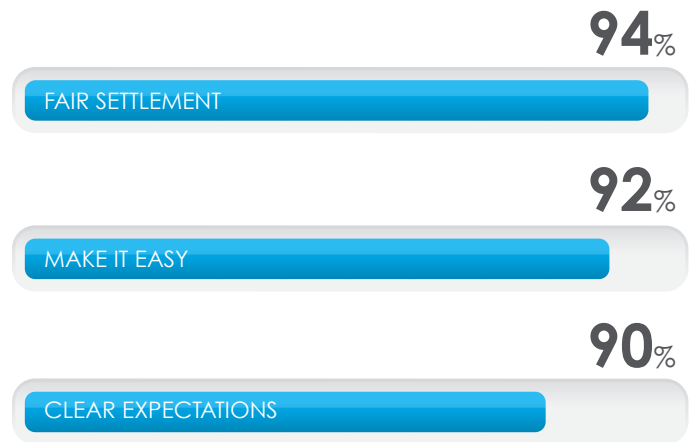 94%
FAIR SETTLEMENT
92%
MAKE IT EASY
90%
CLEAR EXPECTATIONS